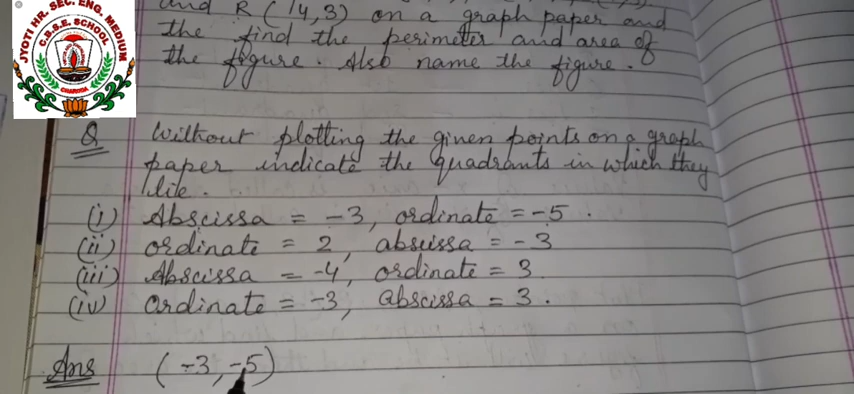 JYOTI HR. SEC. ENG. MEDIUM
C.B.S.E. SCHOOL
CHARODA
and R (14,3) on a graph paper and
the find the perimeter and area of
the figure. Also name the figure.
Q Without plotting the given points on a graph
paper indicate the quadrants in which they
lie.
(i) Abscissa = -3, ordinate = -5.
(ii) ordinate = 2, abscissa = -3
(iii) Abscissa = -4, ordinate = 3
(iv) ordinate = -3, abscissa = 3.
Ans (-3, -5)